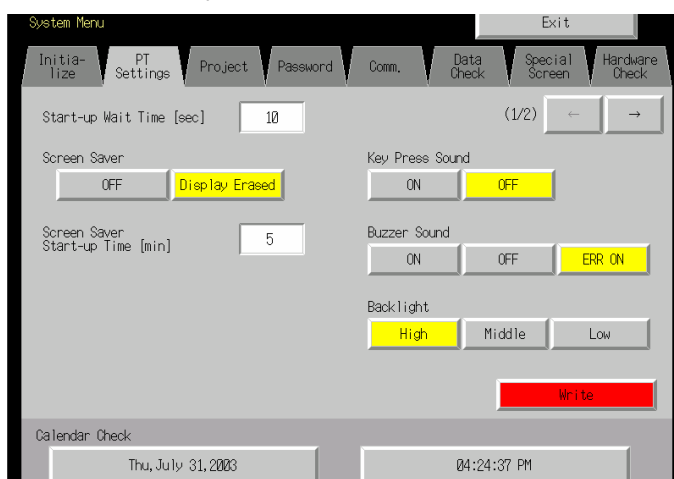 System Menu
Exit
Initia-
lize
PT
Settings
Project
Password
Comm.
Data
Check
Special
Screen
Hardware
Check
Start-up Wait Time [sec]
10
(1/2)
←
→
Screen Saver
OFF
Display Erased
Key Press Sound
ON
OFF
Screen Saver
Start-up Time [min]
5
Buzzer Sound
ON
OFF
ERR ON
Backlight
High
Middle
Low
Write
Calendar Check
Thu,July 31,2003
04:24:37 PM